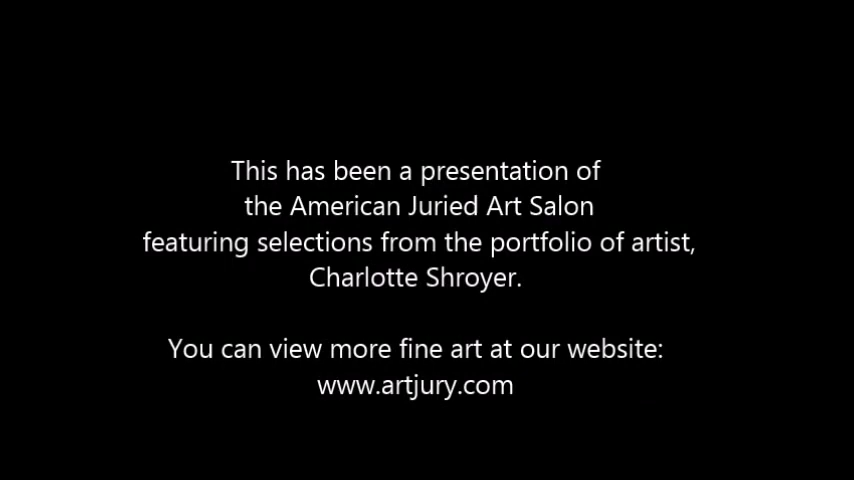 This has been a presentation of
the American Juried Art Salon
featuring selections from the portfolio of artist,
Charlotte Shroyer.
You can view more fine art at our website:
www.artjury.com